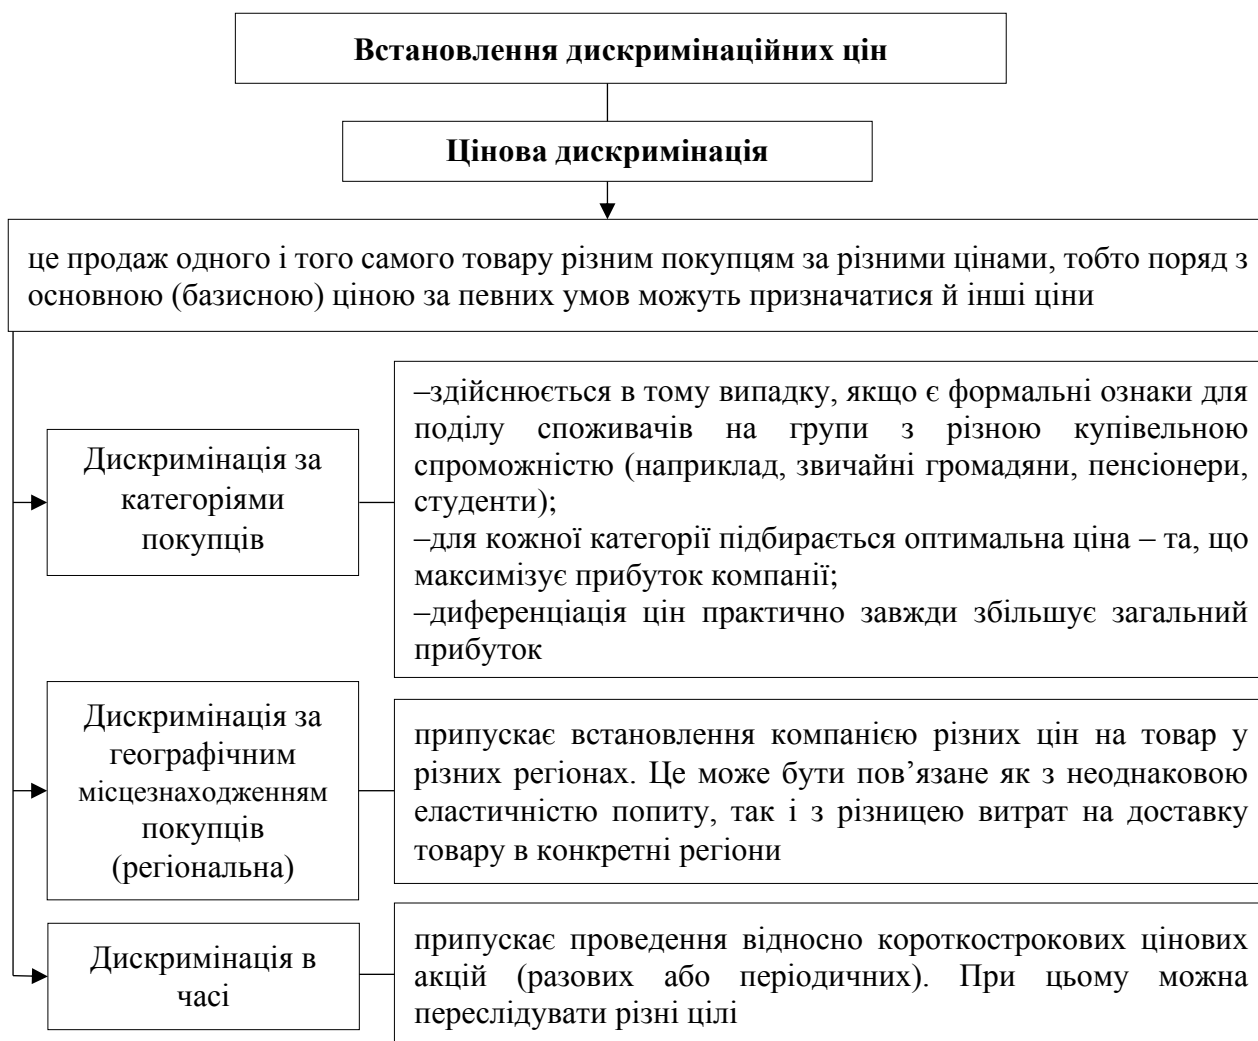 Встановлення дискримінаційних цін
Цінова дискримінація
це продаж одного і того самого товару різним покупцям за різними цінами, тобто поряд з
основною (базисною) ціною за певних умов можуть призначатися й інші ціни
Дискримінація за
категоріями
покупців
–здійснюється в тому випадку, якщо є формальні ознаки для
поділу споживачів на групи з різною купівельною
спроможністю (наприклад, звичайні громадяни, пенсіонери,
студенти);
–для кожної категорії підбирається оптимальна ціна – та, що
максимізує прибуток компанії;
–диференціація цін практично завжди збільшує загальний
прибуток
Дискримінація за
географічним
місцезнаходженням
покупців
(регіональна)
припускає встановлення компанією різних цін на товар у
різних регіонах. Це може бути пов’язане як з неоднаковою
еластичністю попиту, так і з різницею витрат на доставку
товару в конкретні регіони
Дискримінація в
часі
припускає проведення відносно короткострокових цінових
акцій (разових або періодичних). При цьому можна
переслідувати різні цілі